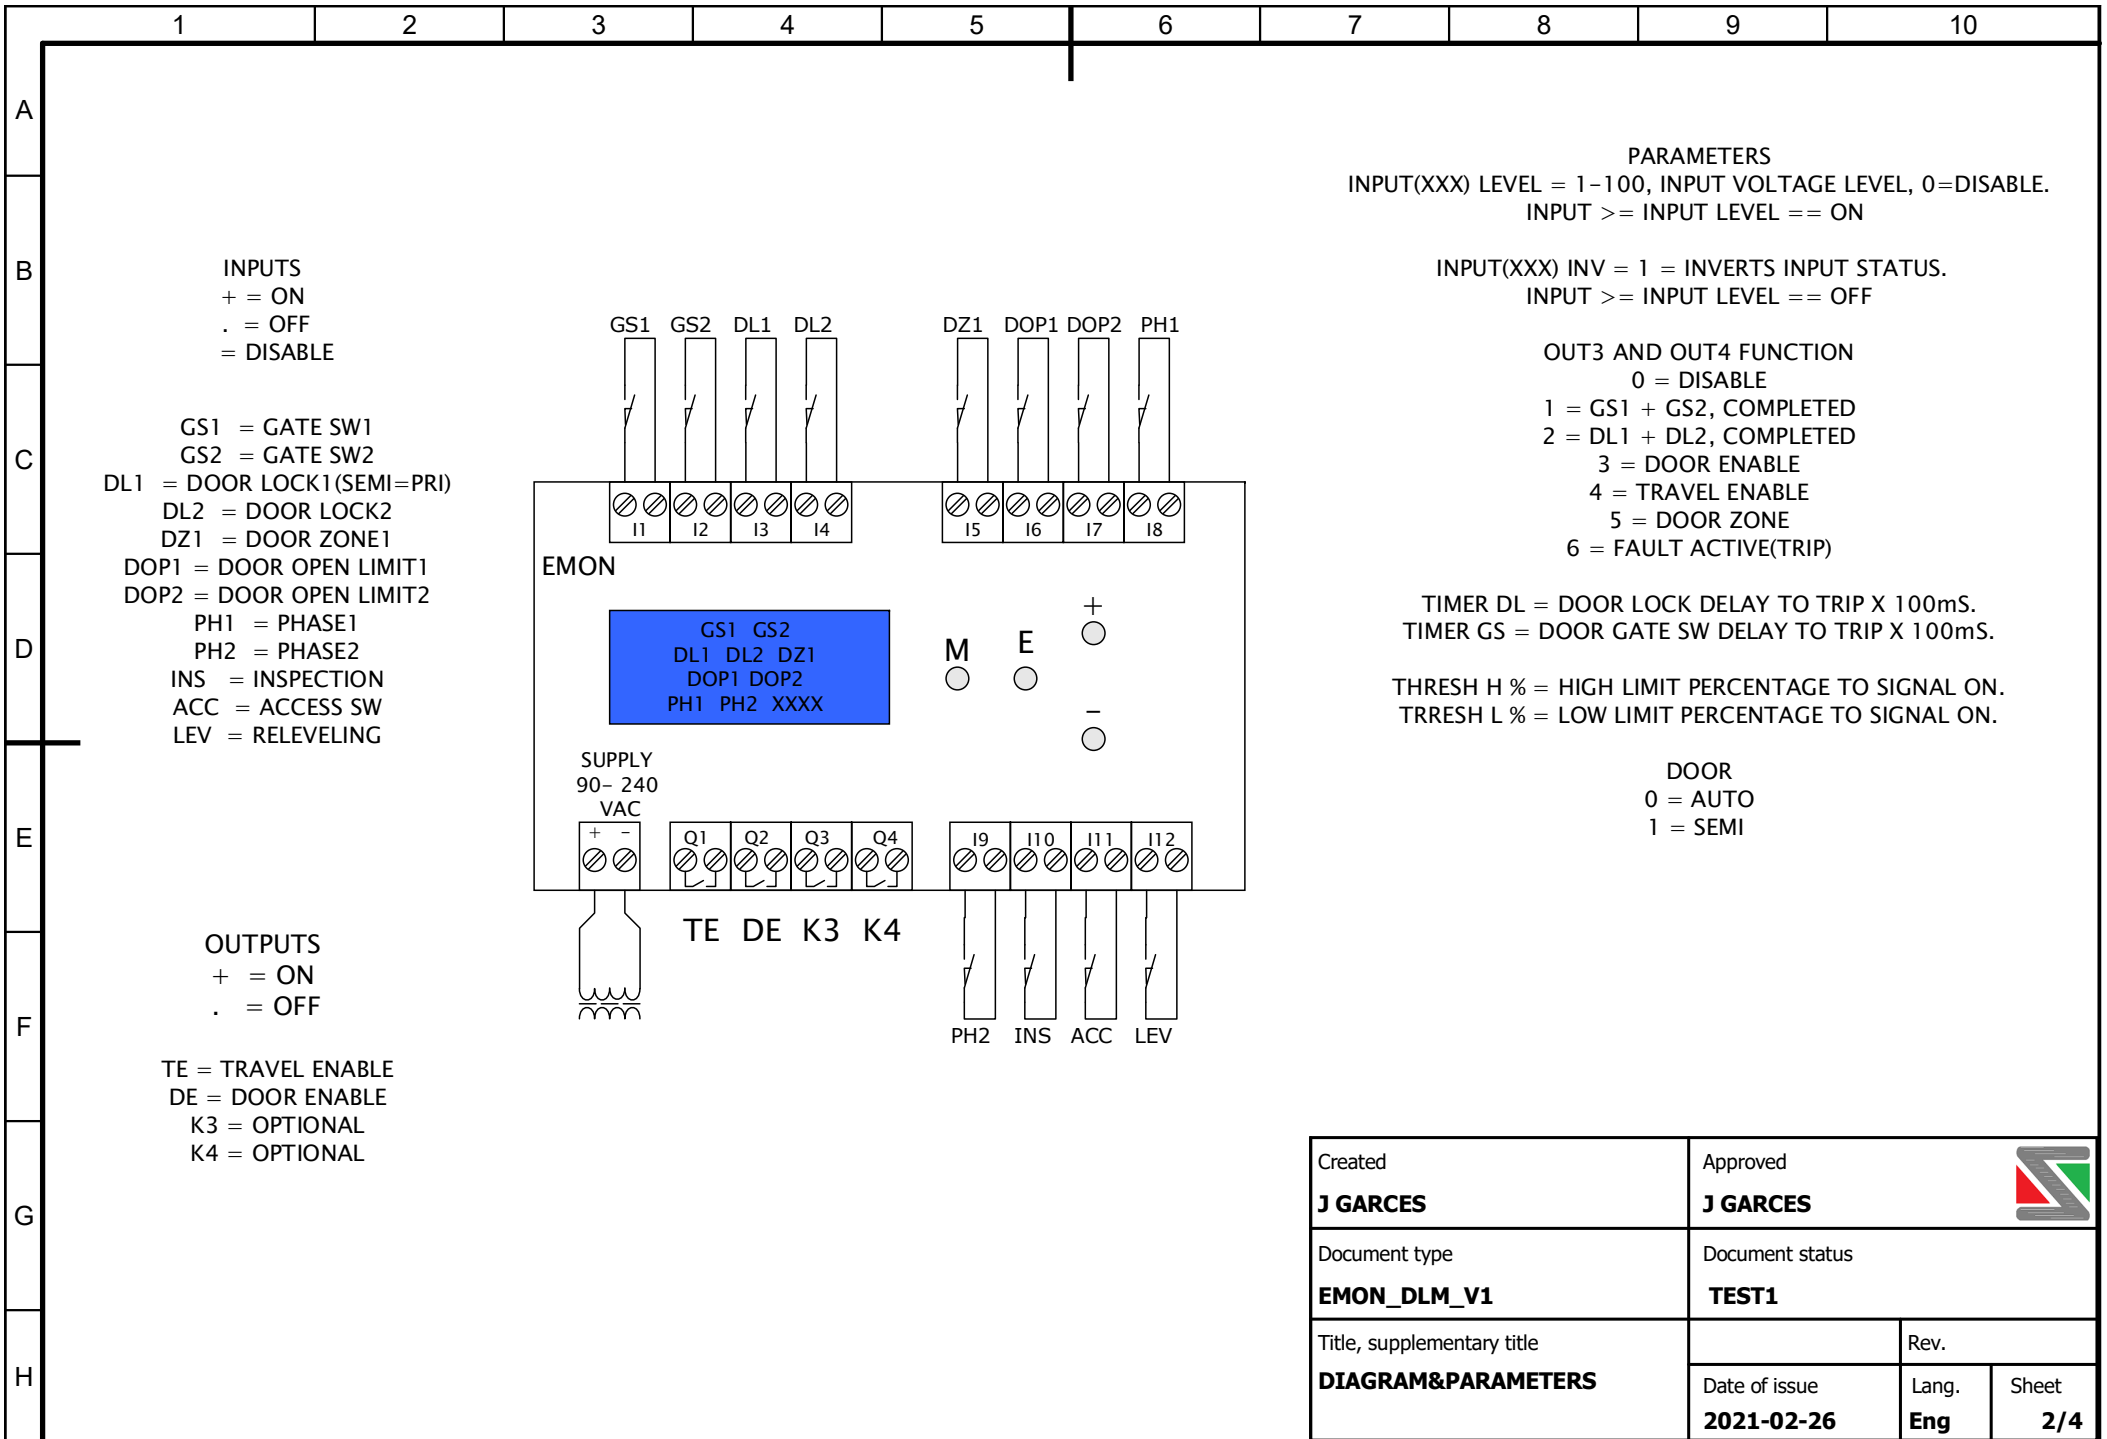 1 2 3 4 5 6 7 8 9 10
A
B
C
D
E
F
G
H
INPUTS
+ = ON
. = OFF
= DISABLE
GS1 = GATE SW1
GS2 = GATE SW2
DL1 = DOOR LOCK1(SEMI=PRI)
DL2 = DOOR LOCK2
DZ1 = DOOR ZONE1
DOP1 = DOOR OPEN LIMIT1
DOP2 = DOOR OPEN LIMIT2
PH1 = PHASE1
PH2 = PHASE2
INS = INSPECTION
ACC = ACCESS SW
LEV = RELEVELING
OUTPUTS
+ = ON
. = OFF
TE = TRAVEL ENABLE
DE = DOOR ENABLE
K3 = OPTIONAL
K4 = OPTIONAL
GS1 GS2 DL1 DL2 DZ1 DOP1 DOP2 PH1
I1 I2 I3 I4 I5 I6 I7 I8
EMON
GS1 GS2
DL1 DL2 DZ1
DOP1 DOP2
PH1 PH2 XXXX
M E +
–
SUPPLY
90– 240
VAC
+ –
Q1 Q2 Q3 Q4 I9 I10 I11 I12
TE DE K3 K4
PH2 INS ACC LEV
PARAMETERS
INPUT(XXX) LEVEL = 1–100, INPUT VOLTAGE LEVEL, 0=DISABLE.
INPUT >= INPUT LEVEL == ON
INPUT(XXX) INV = 1 = INVERTS INPUT STATUS.
INPUT >= INPUT LEVEL == OFF
OUT3 AND OUT4 FUNCTION
0 = DISABLE
1 = GS1 + GS2, COMPLETED
2 = DL1 + DL2, COMPLETED
3 = DOOR ENABLE
4 = TRAVEL ENABLE
5 = DOOR ZONE
6 = FAULT ACTIVE(TRIP)
TIMER DL = DOOR LOCK DELAY TO TRIP X 100mS.
TIMER GS = DOOR GATE SW DELAY TO TRIP X 100mS.
THRESH H % = HIGH LIMIT PERCENTAGE TO SIGNAL ON.
TRRESH L % = LOW LIMIT PERCENTAGE TO SIGNAL ON.
DOOR
0 = AUTO
1 = SEMI
Created Approved
J GARCES J GARCES
Document type Document status
EMON_DLM_V1 TEST1
Title, supplementary title Rev.
DIAGRAM&PARAMETERS
Date of issue Lang. Sheet
2021-02-26 Eng 2/4